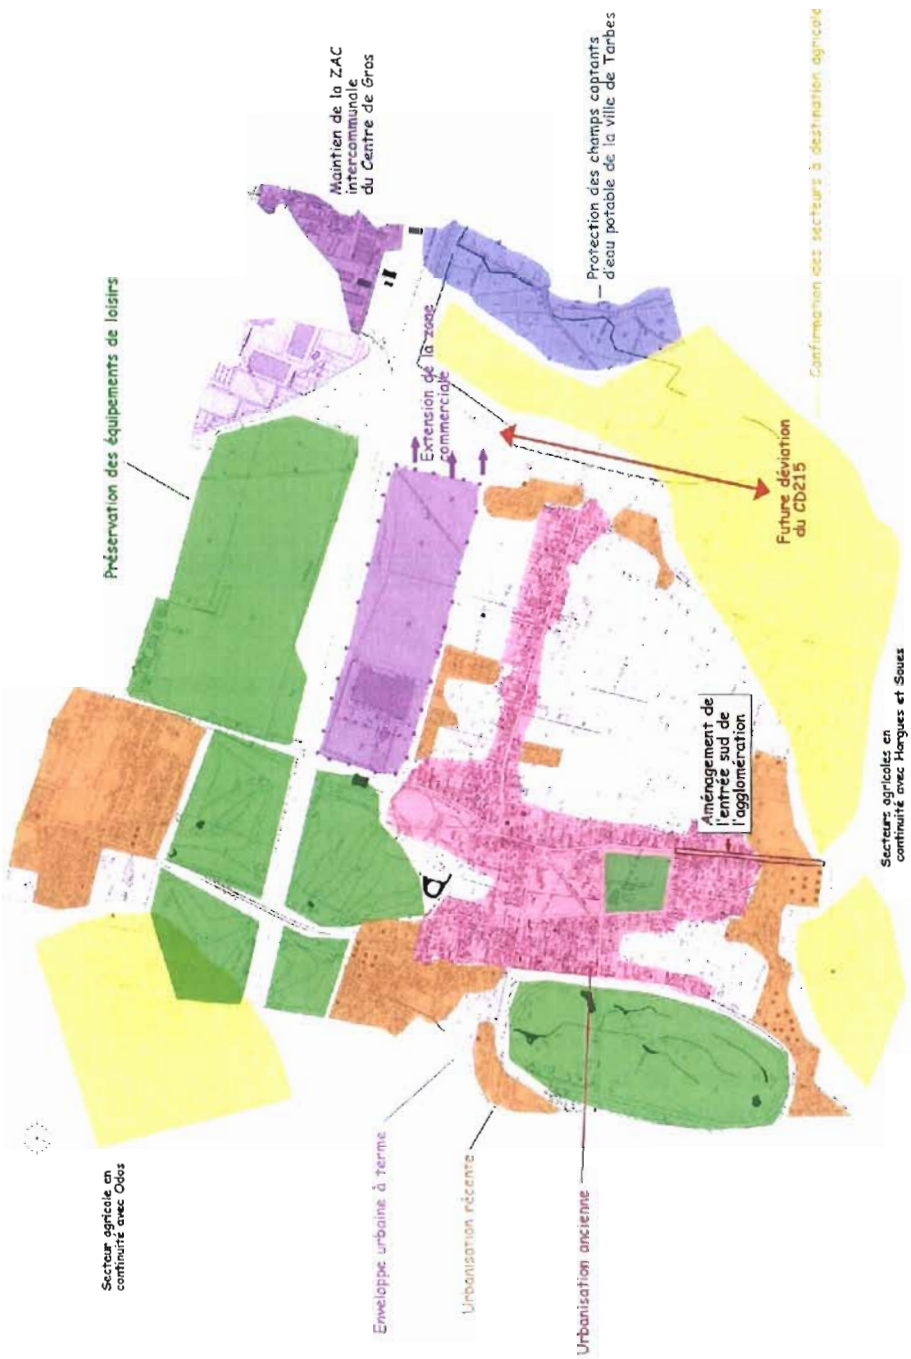 Préservation des équipements de loisirs
Maintien de la ZAC
intercommunale
du Centre de Gros
Protection des champs captants
d'eau potable de la ville de Tarbes
Confirmation des secteurs à destination agricole
Extension de la zone
commerciale
Future déviation
du CD215
Aménagement de
l'entrée sud de
l'agglomération
Secteurs agricoles en
continuité avec Horgues et Soues
Secteur agricole en
continuité avec Odos
Enveloppe urbaine à terme
Urbanisation récente
Urbanisation ancienne